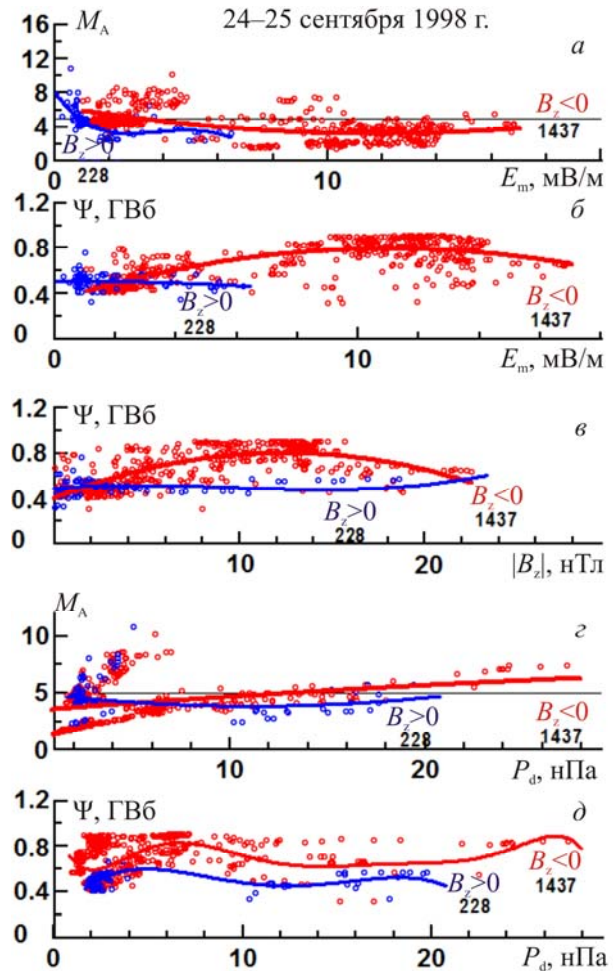 M_A 24–25 сентября 1998 г.
16 а
12
8 B_z<0
4 1437
B_z>0
0
0 228 10 E_m, мВ/м
1.2 Ψ, ГВб б
0.8
0.4 B_z>0 B_z<0
228 1437
0
0 10 E_m, мВ/м
1.2 Ψ, ГВб в
0.8
0.4 B_z>0 B_z<0
228 1437
0
10 20 |B_z|, нТл
M_A
10 г
5 B_z>0 B_z<0
228 1437
0
10 20 P_d, нПа
1.2 Ψ, ГВб д
0.8
B_z<0
0.4 B_z>0 1437
228
0
0 10 20 P_d, нПа